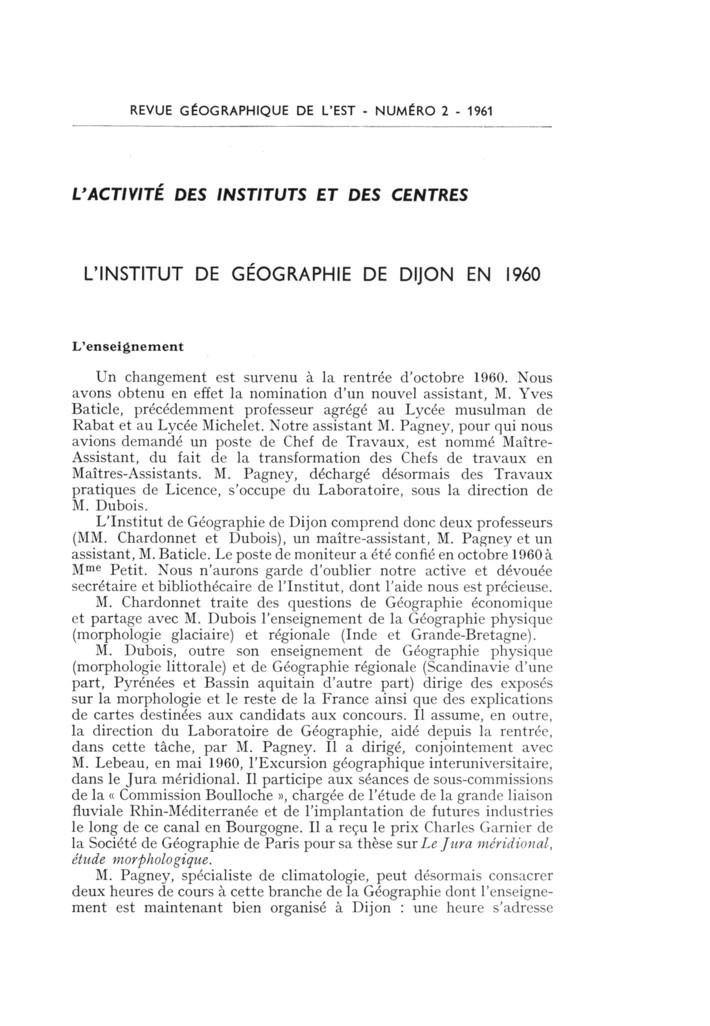 REVUE GÉOGRAPHIQUE DE L'EST - NUMÉRO 2 - 1961
L'ACTIVITÉ DES INSTITUTS ET DES CENTRES
L'INSTITUT DE GÉOGRAPHIE DE DIJON EN 1960
L'enseignement
Un changement est survenu à la rentrée d'octobre 1960. Nous
avons obtenu en effet la nomination d'un nouvel assistant, M. Yves
Baticle, précédemment professeur agrégé au Lycée musulman de
Rabat et au Lycée Michelet. Notre assistant M. Pagney, pour qui nous
avions demandé un poste de Chef de Travaux, est nommé Maître-
Assistant, du fait de la transformation des Chefs de travaux en
Maîtres-Assistants. M. Pagney, déchargé désormais des Travaux
pratiques de Licence, s'occupe du Laboratoire, sous la direction de
M. Dubois.
L'Institut de Géographie de Dijon comprend donc deux professeurs
(MM. Chardonnet et Dubois), un maître-assistant, M. Pagney et un
assistant, M. Baticle. Le poste de moniteur a été confié en octobre 1960 à
Mme Petit. Nous n'aurons garde d'oublier notre active et dévouée
secrétaire et bibliothécaire de l'Institut, dont l'aide nous est précieuse.
M. Chardonnet traite des questions de Géographie économique
et partage avec M. Dubois l'enseignement de la Géographie physique
(morphologie glaciaire) et régionale (Inde et Grande-Bretagne).
M. Dubois, outre son enseignement de Géographie physique
(morphologie littorale) et de Géographie régionale (Scandinavie d'une
part, Pyrénées et Bassin aquitain d'autre part) dirige des exposés
sur la morphologie et le reste de la France ainsi que des explications
de cartes destinées aux candidats aux concours. Il assume, en outre,
la direction du Laboratoire de Géographie, aidé depuis la rentrée,
dans cette tâche, par M. Pagney. Il a dirigé, conjointement avec
M. Lebeau, en mai 1960, l'Excursion géographique interuniversitaire,
dans le Jura méridional. Il participe aux séances de sous-commissions
de la « Commission Boulloche », chargée de l'étude de la grande liaison
fluviale Rhin-Méditerranée et de l'implantation de futures industries
le long de ce canal en Bourgogne. Il a reçu le prix Charles Garnier de
la Société de Géographie de Paris pour sa thèse sur Le Jura méridional,
étude morphologique.
M. Pagney, spécialiste de climatologie, peut désormais consacrer
deux heures de cours à cette branche de la Géographie dont l'enseigne-
ment est maintenant bien organisé à Dijon : une heure s'adresse